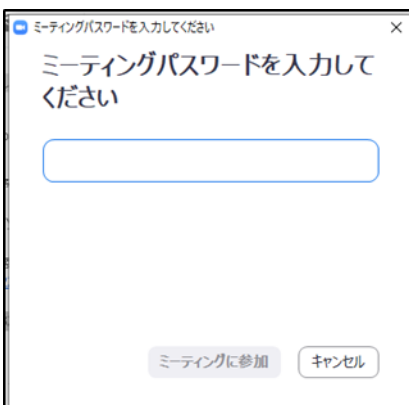 ミーティングパスワードを入力してください
ミーティングパスワードを入力して
ください
ミーティングに参加
キャンセル